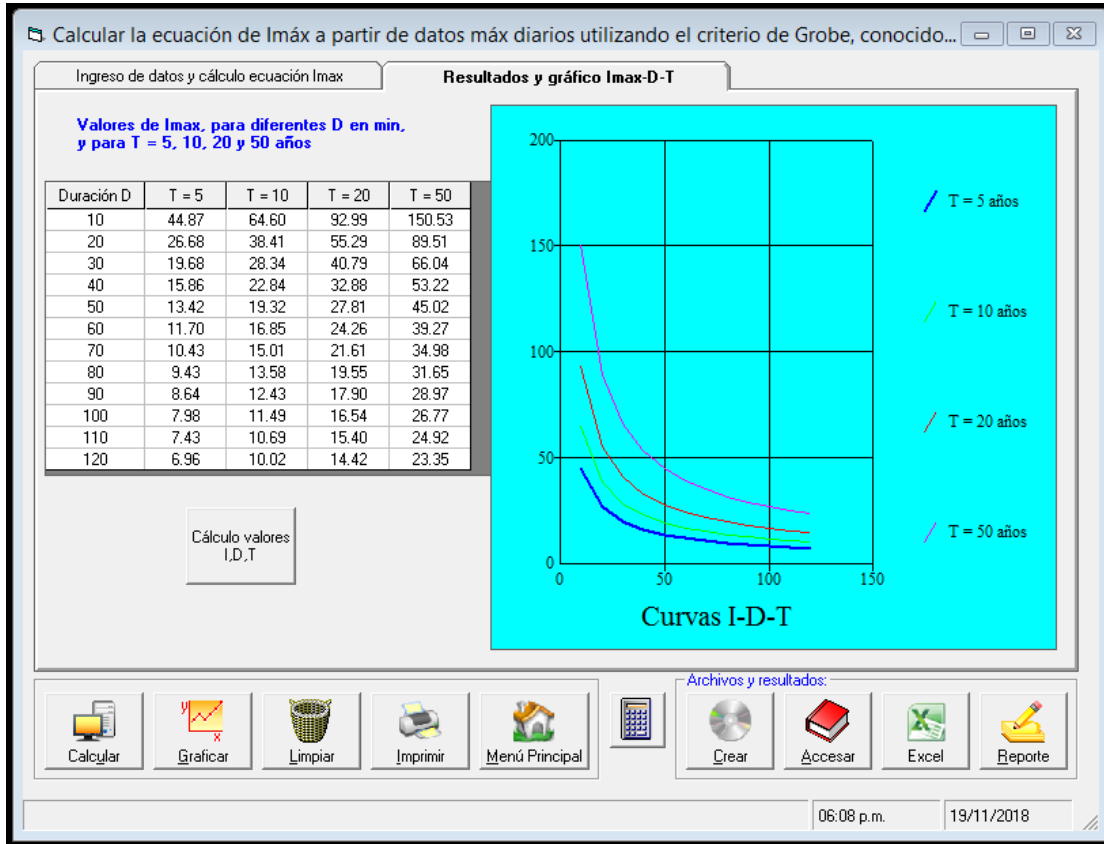 Calcular la ecuación de Imáx a partir de datos máx diarios utilizando el criterio de Grobe, conocido...
Ingreso de datos y cálculo ecuación Imax
Resultados y gráfico Imax-D-T
Valores de Imax, para diferentes D en min,
y para T = 5, 10, 20 y 50 años
Duración D T = 5 T = 10 T = 20 T = 50
10 44.87 64.60 92.99 150.53
20 26.68 38.41 55.29 89.51
30 19.68 28.34 40.79 66.04
40 15.86 22.84 32.88 53.22
50 13.42 19.32 27.81 45.02
60 11.70 16.85 24.26 39.27
70 10.43 15.01 21.61 34.98
80 9.43 13.58 19.55 31.65
90 8.64 12.43 17.90 28.97
100 7.98 11.49 16.54 26.77
110 7.43 10.69 15.40 24.92
120 6.96 10.02 14.42 23.35
Cálculo valores
I,D,T
200
150
100
50
0
0 50 100 150
Curvas I-D-T
T = 5 años
T = 10 años
T = 20 años
T = 50 años
Archivos y resultados:
y
x
Calcular
Graficar
Limpiar
Imprimir
Menú Principal
Crear
Accesar
Excel
Reporte
06:08 p.m.
19/11/2018